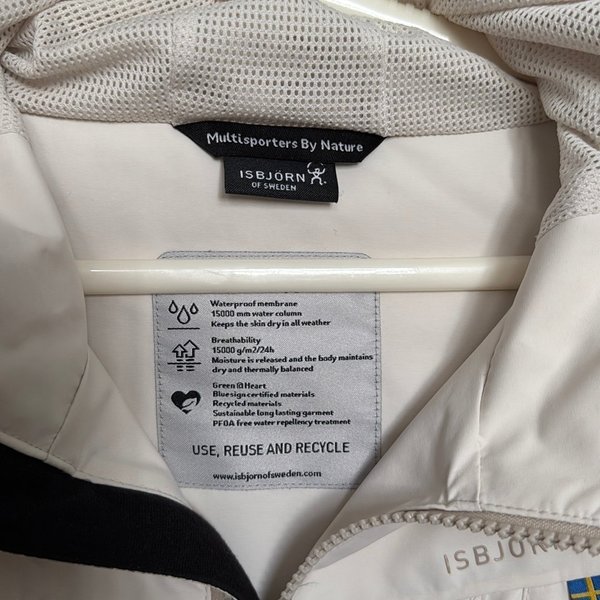 Multisporters By Nature
ISBJÖRN
OF SWEDEN
Waterproof membrane
15000 mm water column
Keeps the skin dry in all weather
Breathability
15000 g/m2/24h
Moisture is released and the body maintains
dry and thermally balanced
Green @ Heart
Bluesign certified materials
Recycled materials
Sustainable long lasting garment
PFOA free water repellency treatment
USE, REUSE AND RECYCLE
www.isbjornofsweden.com
ISBJÖRN